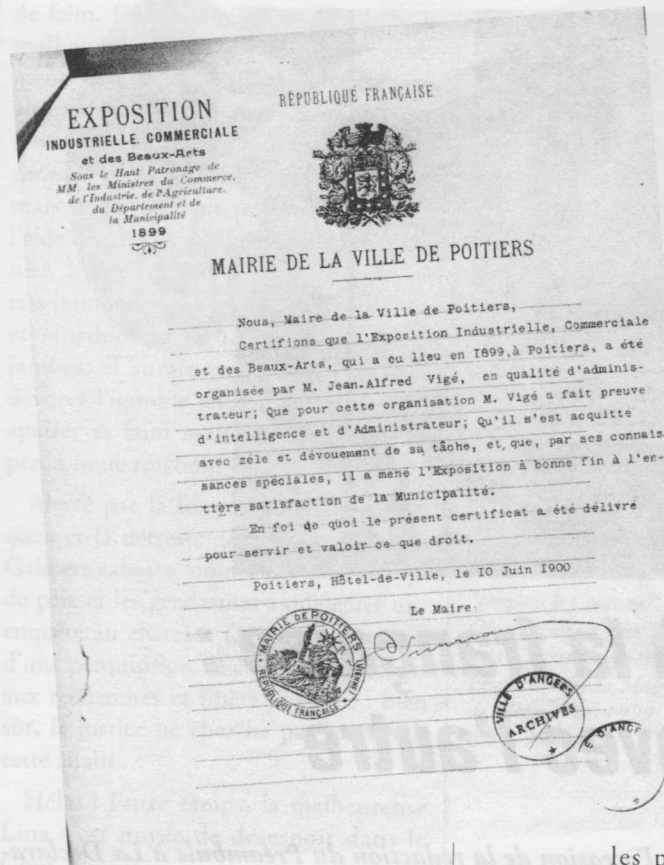 EXPOSITION
INDUSTRIELLE, COMMERCIALE
et des Beaux-Arts
Sous le Haut Patronage de
MM. les Ministres du Commerce,
de l'Industrie, de l'Agriculture,
du Département et de
la Municipalité
1899
RÉPUBLIQUE FRANÇAISE
MAIRIE DE LA VILLE DE POITIERS
Nous, Maire de la Ville de Poitiers,
Certifions que l'Exposition Industrielle, Commerciale
et des Beaux-Arts, qui a eu lieu en I899, à Poitiers, a été
organisée par M. Jean.Alfred Vigé, en qualité d'adminis-
trateur; Que pour cette organisation M. Vigé a fait preuve
d'intelligence et d'Administrateur; Qu'il s'est acquitté
avec zèle et dévouement de sa tâche, et, que, par ses connais
sances spéciales, il a mené l'Exposition à bonne fin à l'en-
tière satisfaction de la Municipalité.
En foi de quoi le présent certificat a été délivré
pour servir et valoir ce que droit.
Poitiers, Hôtel-de-Ville, le IO Juin I900
Le Maire
MAIRIE DE POITIERS
RÉPUBLIQUE FRANÇAISE
VILLE D'ANGERS
ARCHIVES
E D'ANGE
les